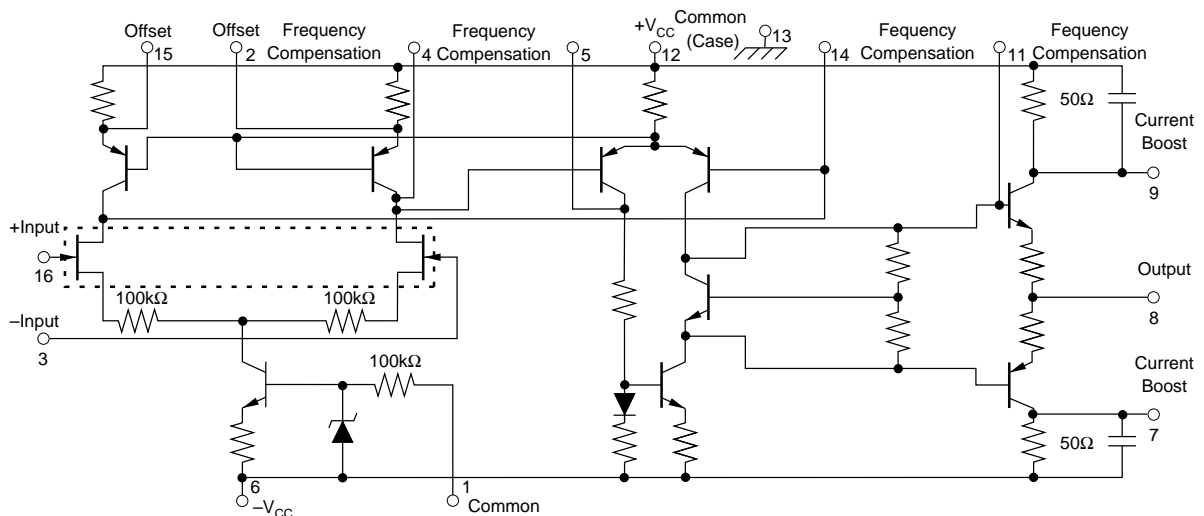 Offset
15
Offset
2
Frequency
Compensation
4
Frequency
Compensation
5
+VCC
12
Common
(Case)
13
14
Fequency
Compensation
11
Fequency
Compensation
50Ω
Current
Boost
9
+Input
16
100kΩ
100kΩ
–Input
3
Output
8
100kΩ
Current
Boost
7
50Ω
6
–VCC
1
Common